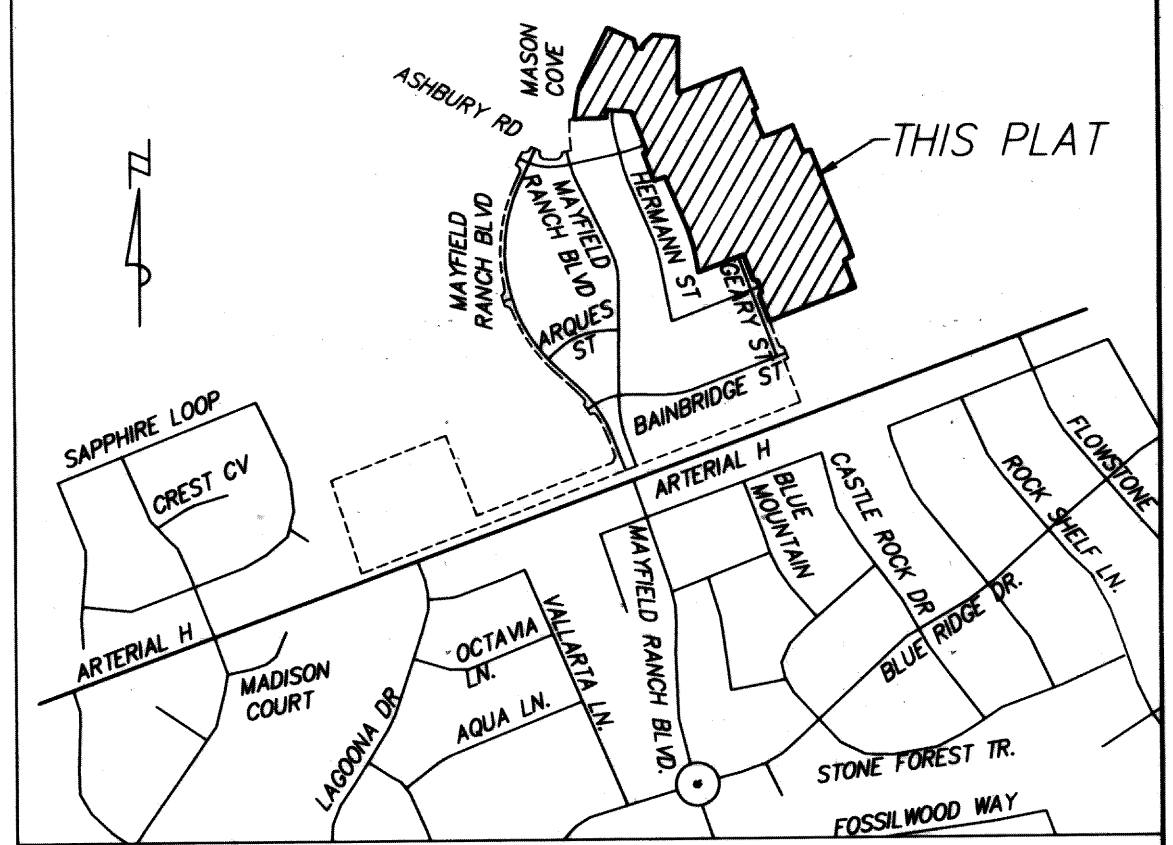 MASON
COVE
ASHBURY RD
THIS PLAT
N
MAYFIELD
RANCH BLVD
MAYFIELD
RANCH BLVD
HERMANN ST
GEARY ST
ARQUES
ST
BAINBRIDGE ST
SAPPHIRE LOOP
CREST CV
ARTERIAL H
BLUE
MOUNTAIN
CASTLE ROCK DR
FLOWSTONE
ROCK SHELF LN.
ARTERIAL H
MADISON
COURT
OCTAVIA
LN.
VALLARTA LN.
MAYFIELD RANCH BLVD.
BLUE RIDGE DR.
LAGOONA DR
AQUA LN.
STONE FOREST TR.
FOSSILWOOD WAY